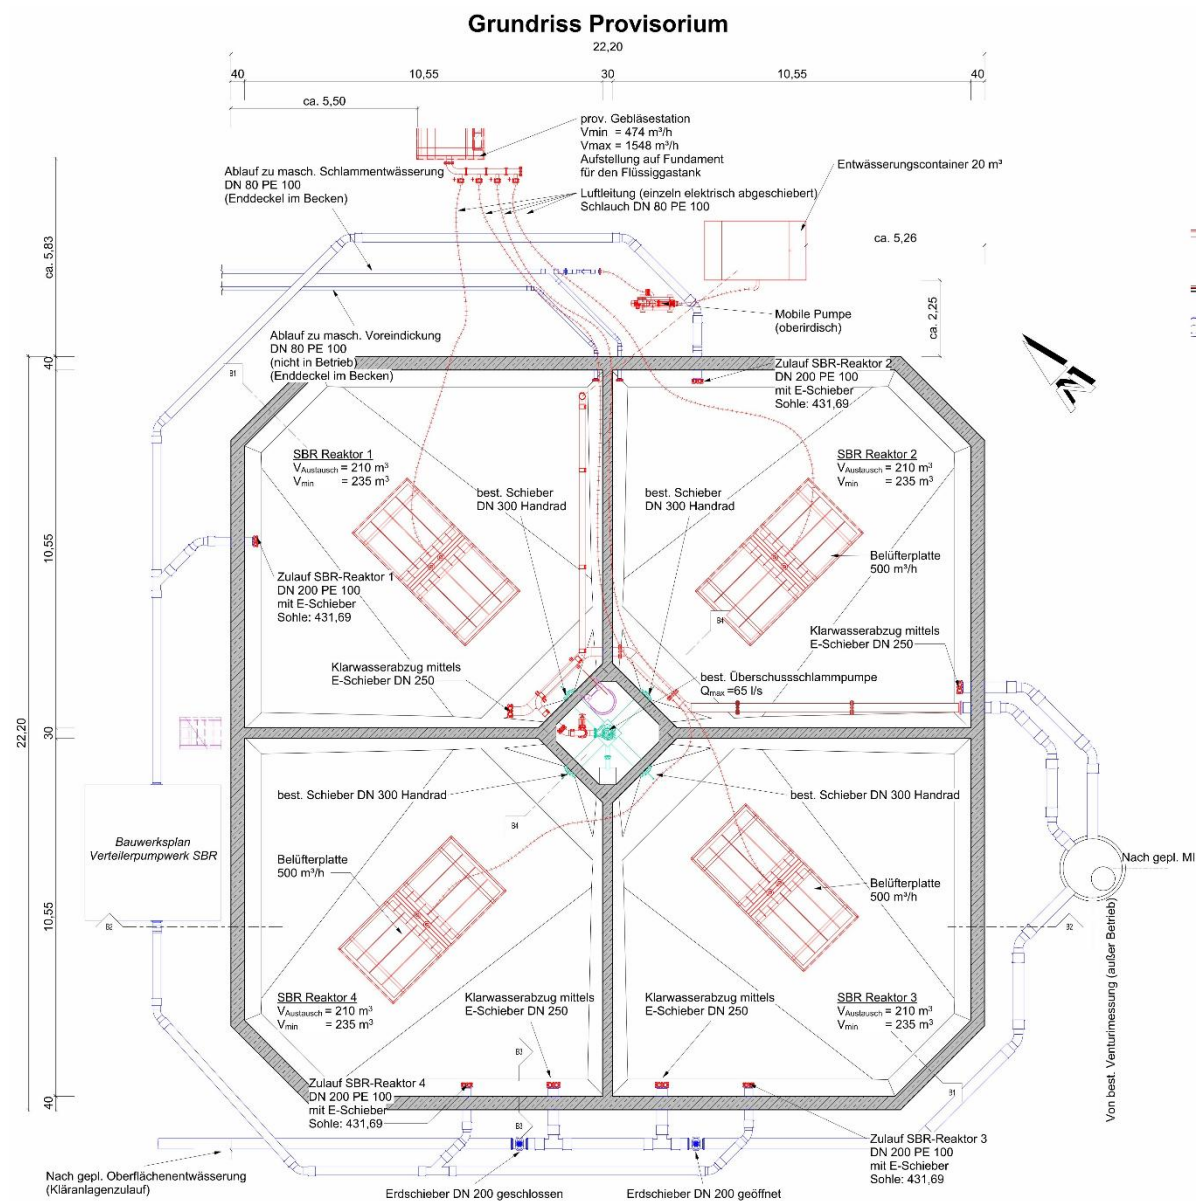 Grundriss Provisorium
22,20
40
10,55
30
10,55
40
ca. 5,50
prov. Gebläsestation
Vmin = 474 m³/h
Vmax = 1548 m³/h
Aufstellung auf Fundament
für den Flüssiggastank
Entwässerungscontainer 20 m³
Ablauf zu masch. Schlammentwässerung
DN 80 PE 100
(Enddeckel im Becken)
Luftleitung (einzeln elektrisch abgeschiebert)
Schlauch DN 80 PE 100
ca. 5,83
ca. 5,26
ca. 2,25
Mobile Pumpe
(oberirdisch)
Ablauf zu masch. Voreindickung
DN 80 PE 100
(nicht in Betrieb)
(Enddeckel im Becken)
40
B1
Zulauf SBR-Reaktor 2
DN 200 PE 100
mit E-Schieber
Sohle: 431,69
N
SBR Reaktor 1
VAustausch = 210 m³
Vmin = 235 m³
best. Schieber
DN 300 Handrad
best. Schieber
DN 300 Handrad
SBR Reaktor 2
VAustausch = 210 m³
Vmin = 235 m³
10,55
Belüfterplatte
500 m³/h
Zulauf SBR-Reaktor 1
DN 200 PE 100
mit E-Schieber
Sohle: 431,69
B4
Klarwasserabzug mittels
E-Schieber DN 250
Klarwasserabzug mittels
E-Schieber DN 250
best. Überschussschlammpumpe
Qmax =65 l/s
22,20
30
best. Schieber DN 300 Handrad
best. Schieber DN 300 Handrad
B4
Bauwerksplan
Verteilerpumpwerk SBR
Belüfterplatte
500 m³/h
Belüfterplatte
500 m³/h
Nach gepl. MI
10,55
B2
B2
Von best. Venturimessung (außer Betrieb)
SBR Reaktor 4
VAustausch = 210 m³
Vmin = 235 m³
Klarwasserabzug mittels
E-Schieber DN 250
Klarwasserabzug mittels
E-Schieber DN 250
SBR Reaktor 3
VAustausch = 210 m³
Vmin = 235 m³
B3
B1
40
Zulauf SBR-Reaktor 4
DN 200 PE 100
mit E-Schieber
Sohle: 431,69
B3
Zulauf SBR-Reaktor 3
DN 200 PE 100
mit E-Schieber
Sohle: 431,69
Nach gepl. Oberflächenentwässerung
(Kläranlagenzulauf)
Erdschieber DN 200 geschlossen
Erdschieber DN 200 geöffnet